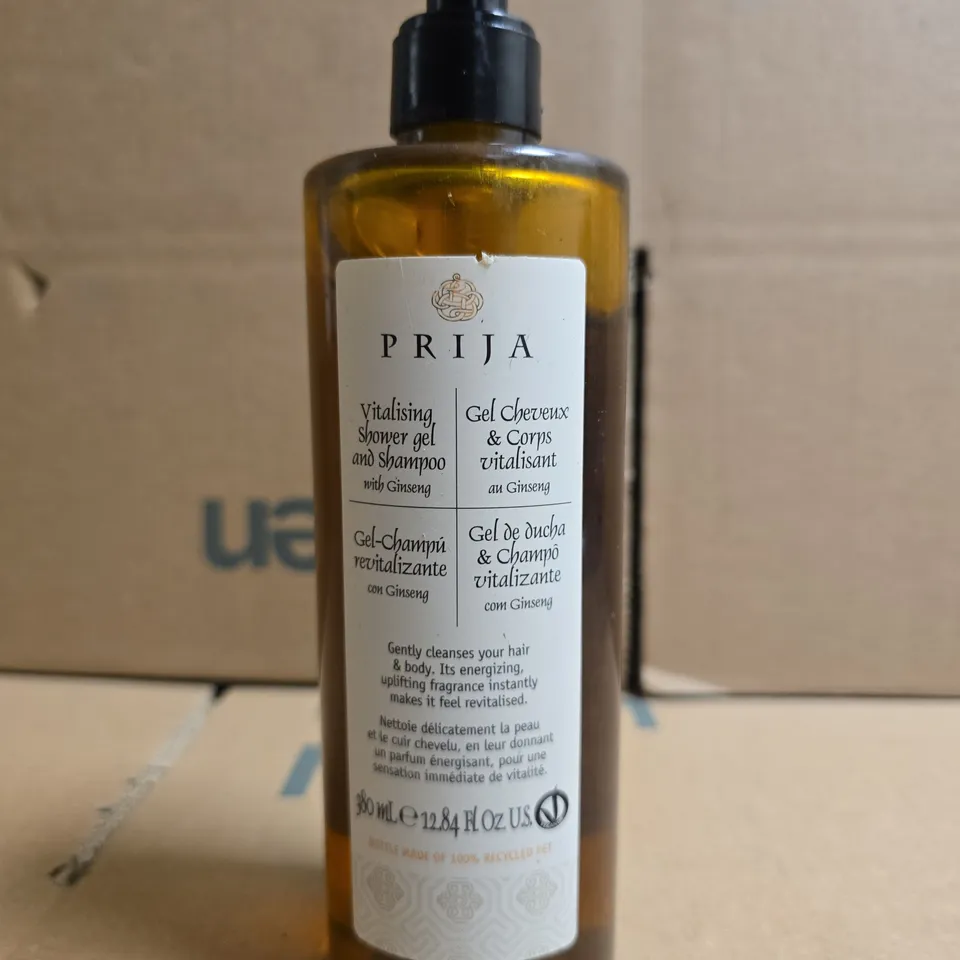 PRIJA
Vitalising
Shower gel
and Shampoo
with Ginseng
Gel Cheveux
& Corps
vitalisant
au Ginseng
Gel-Champú
revitalizante
con Ginseng
Gel de ducha
& Champô
vitalizante
com Ginseng
Gently cleanses your hair
& body. Its energizing,
uplifting fragrance instantly
makes it feel revitalised.
Nettoie délicatement la peau
et le cuir chevelu, en leur donnant
un parfum énergisant, pour une
sensation immédiate de vitalité.
380 mL ℮ 12.84 Fl Oz U.S.
BOTTLE MADE OF 100% RECYCLED PET